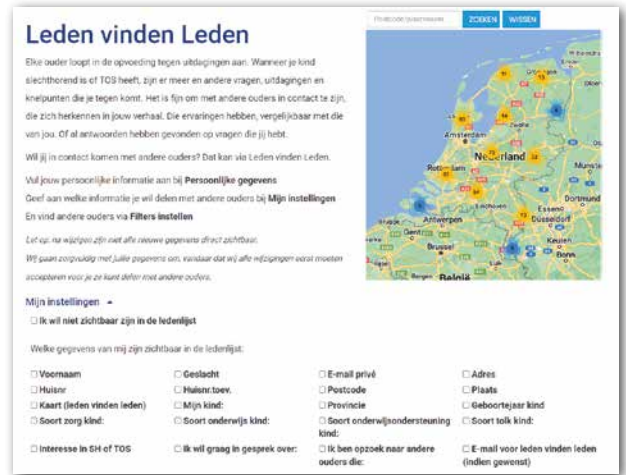 Leden vinden Leden
Elke ouder loopt in de opvoeding tegen uitdagingen aan. Wanneer je kind
slechthorend is of TOS heeft, zijn er meer en andere vragen, uitdagingen en
knelpunten die je tegen komt. Het is fijn om met andere ouders in contact te zijn,
die zich herkennen in jouw verhaal. Die ervaringen hebben, vergelijkbaar met die
van jou. Of al antwoorden hebben gevonden op vragen die jij hebt.
Wil jij in contact komen met andere ouders? Dat kan via Leden vinden Leden.
Vul jouw persoonlijke informatie aan bij Persoonlijke gegevens
Geef aan welke informatie je wil delen met andere ouders bij Mijn instellingen
En vind andere ouders via Filters instellen
Let op, na wijzigen zijn niet alle nieuwe gegevens direct zichtbaar.
Wij gaan zorgvuldig met jullie gegevens om, vandaar dat wij alle wijzigingen eerst moeten
accepteren voor je ze kunt delen met andere ouders.
ZOEKEN WISSEN
Groningen
Zwolle
Amsterdam
Nederland
Rotterdam
Munster
Dortmund
Eindhoven
Essen
Düsseldorf
Brugge
Antwerpen
Gent
Keulen
Brussel
Bonn
Luik
Bergen België
Mijn instellingen
Ik wil niet zichtbaar zijn in de ledenlijst
Welke gegevens van mij zijn zichtbaar in de ledenlijst:
Voornaam Geslacht E-mail privé Adres
Huisnr Huisnr.toev. Postcode Plaats
Kaart (leden vinden leden) Mijn kind: Provincie Geboortejaar kind
Soort zorg kind: Soort onderwijs kind: Soort onderwijsondersteuning Soort tolk kind:
kind:
Interesse in SH of TOS Ik wil graag in gesprek over: Ik ben opzoek naar andere E-mail voor leden vinden leden
ouders die: (indien gewenst)